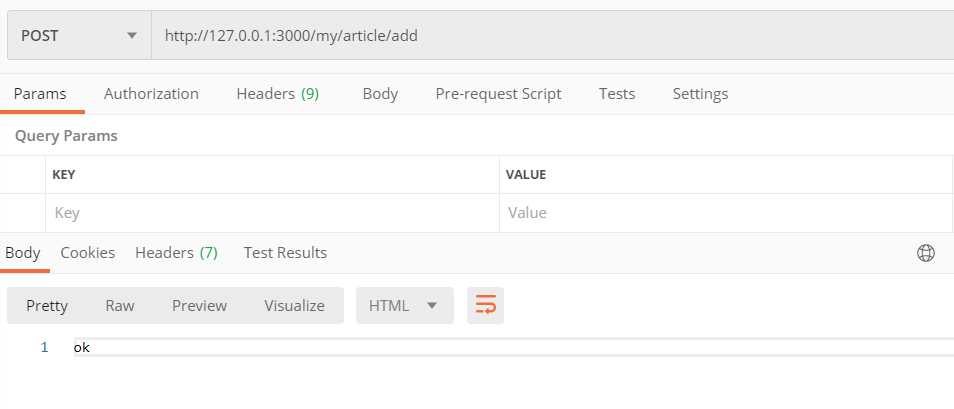 POST http://127.0.0.1:3000/my/article/add
Params Authorization Headers (9) Body Pre-request Script Tests Settings
Query Params
KEY VALUE
Key Value
Body Cookies Headers (7) Test Results
Pretty Raw Preview Visualize HTML
1 ok